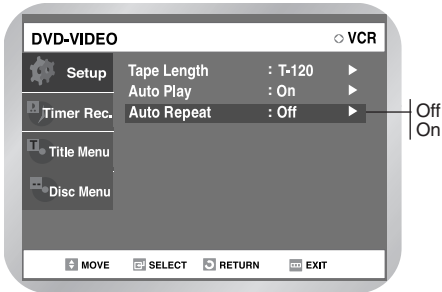 DVD-VIDEO VCR
Setup
Timer Rec.
Title Menu
Disc Menu
Tape Length : T-120
Auto Play : On
Auto Repeat : Off
Off
On
MOVE SELECT RETURN EXIT